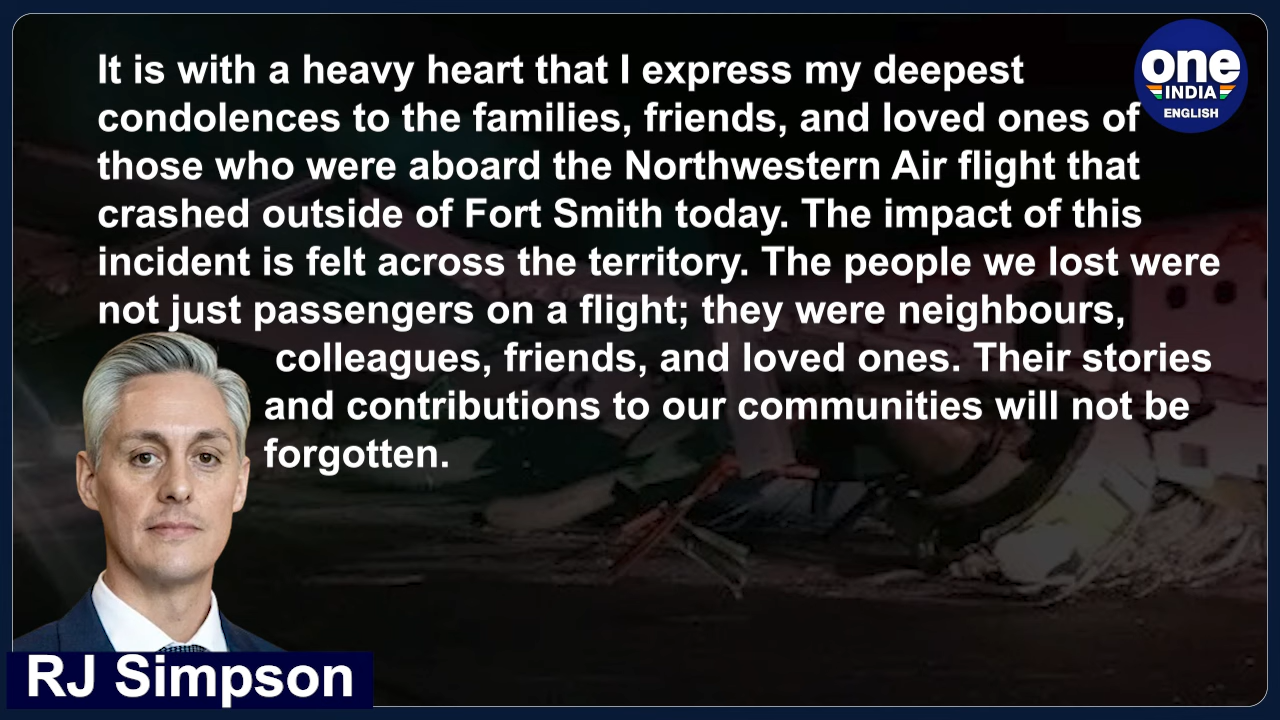 It is with a heavy heart that I express my deepest
condolences to the families, friends, and loved ones of
those who were aboard the Northwestern Air flight that
crashed outside of Fort Smith today. The impact of this
incident is felt across the territory. The people we lost were
not just passengers on a flight; they were neighbours,
colleagues, friends, and loved ones. Their stories
and contributions to our communities will not be
forgotten.
one
INDIA
ENGLISH
RJ Simpson